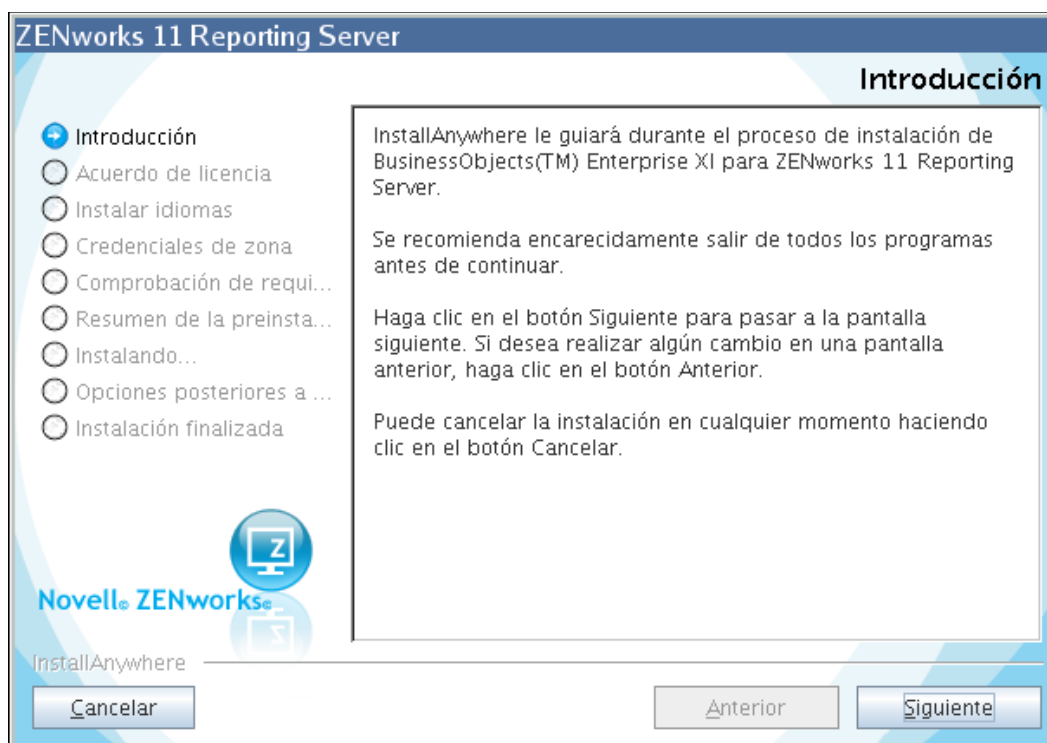 ZENworks 11 Reporting Server
Introducción
Introducción
Acuerdo de licencia
Instalar idiomas
Credenciales de zona
Comprobación de requi...
Resumen de la preinsta...
Instalando...
Opciones posteriores a ...
Instalación finalizada
InstallAnywhere le guiará durante el proceso de instalación de
BusinessObjects(TM) Enterprise XI para ZENworks 11 Reporting
Server.
Se recomienda encarecidamente salir de todos los programas
antes de continuar.
Haga clic en el botón Siguiente para pasar a la pantalla
siguiente. Si desea realizar algún cambio en una pantalla
anterior, haga clic en el botón Anterior.
Puede cancelar la instalación en cualquier momento haciendo
clic en el botón Cancelar.
Z
Novell® ZENworks®
InstallAnywhere
Cancelar
Anterior
Siguiente